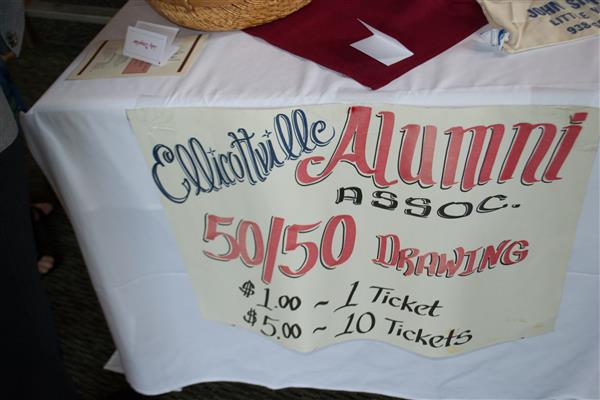 Ellicottville Alumni
Assoc.
50/50 Drawing
$1.00 ~ 1 Ticket
$5.00 ~ 10 Tickets